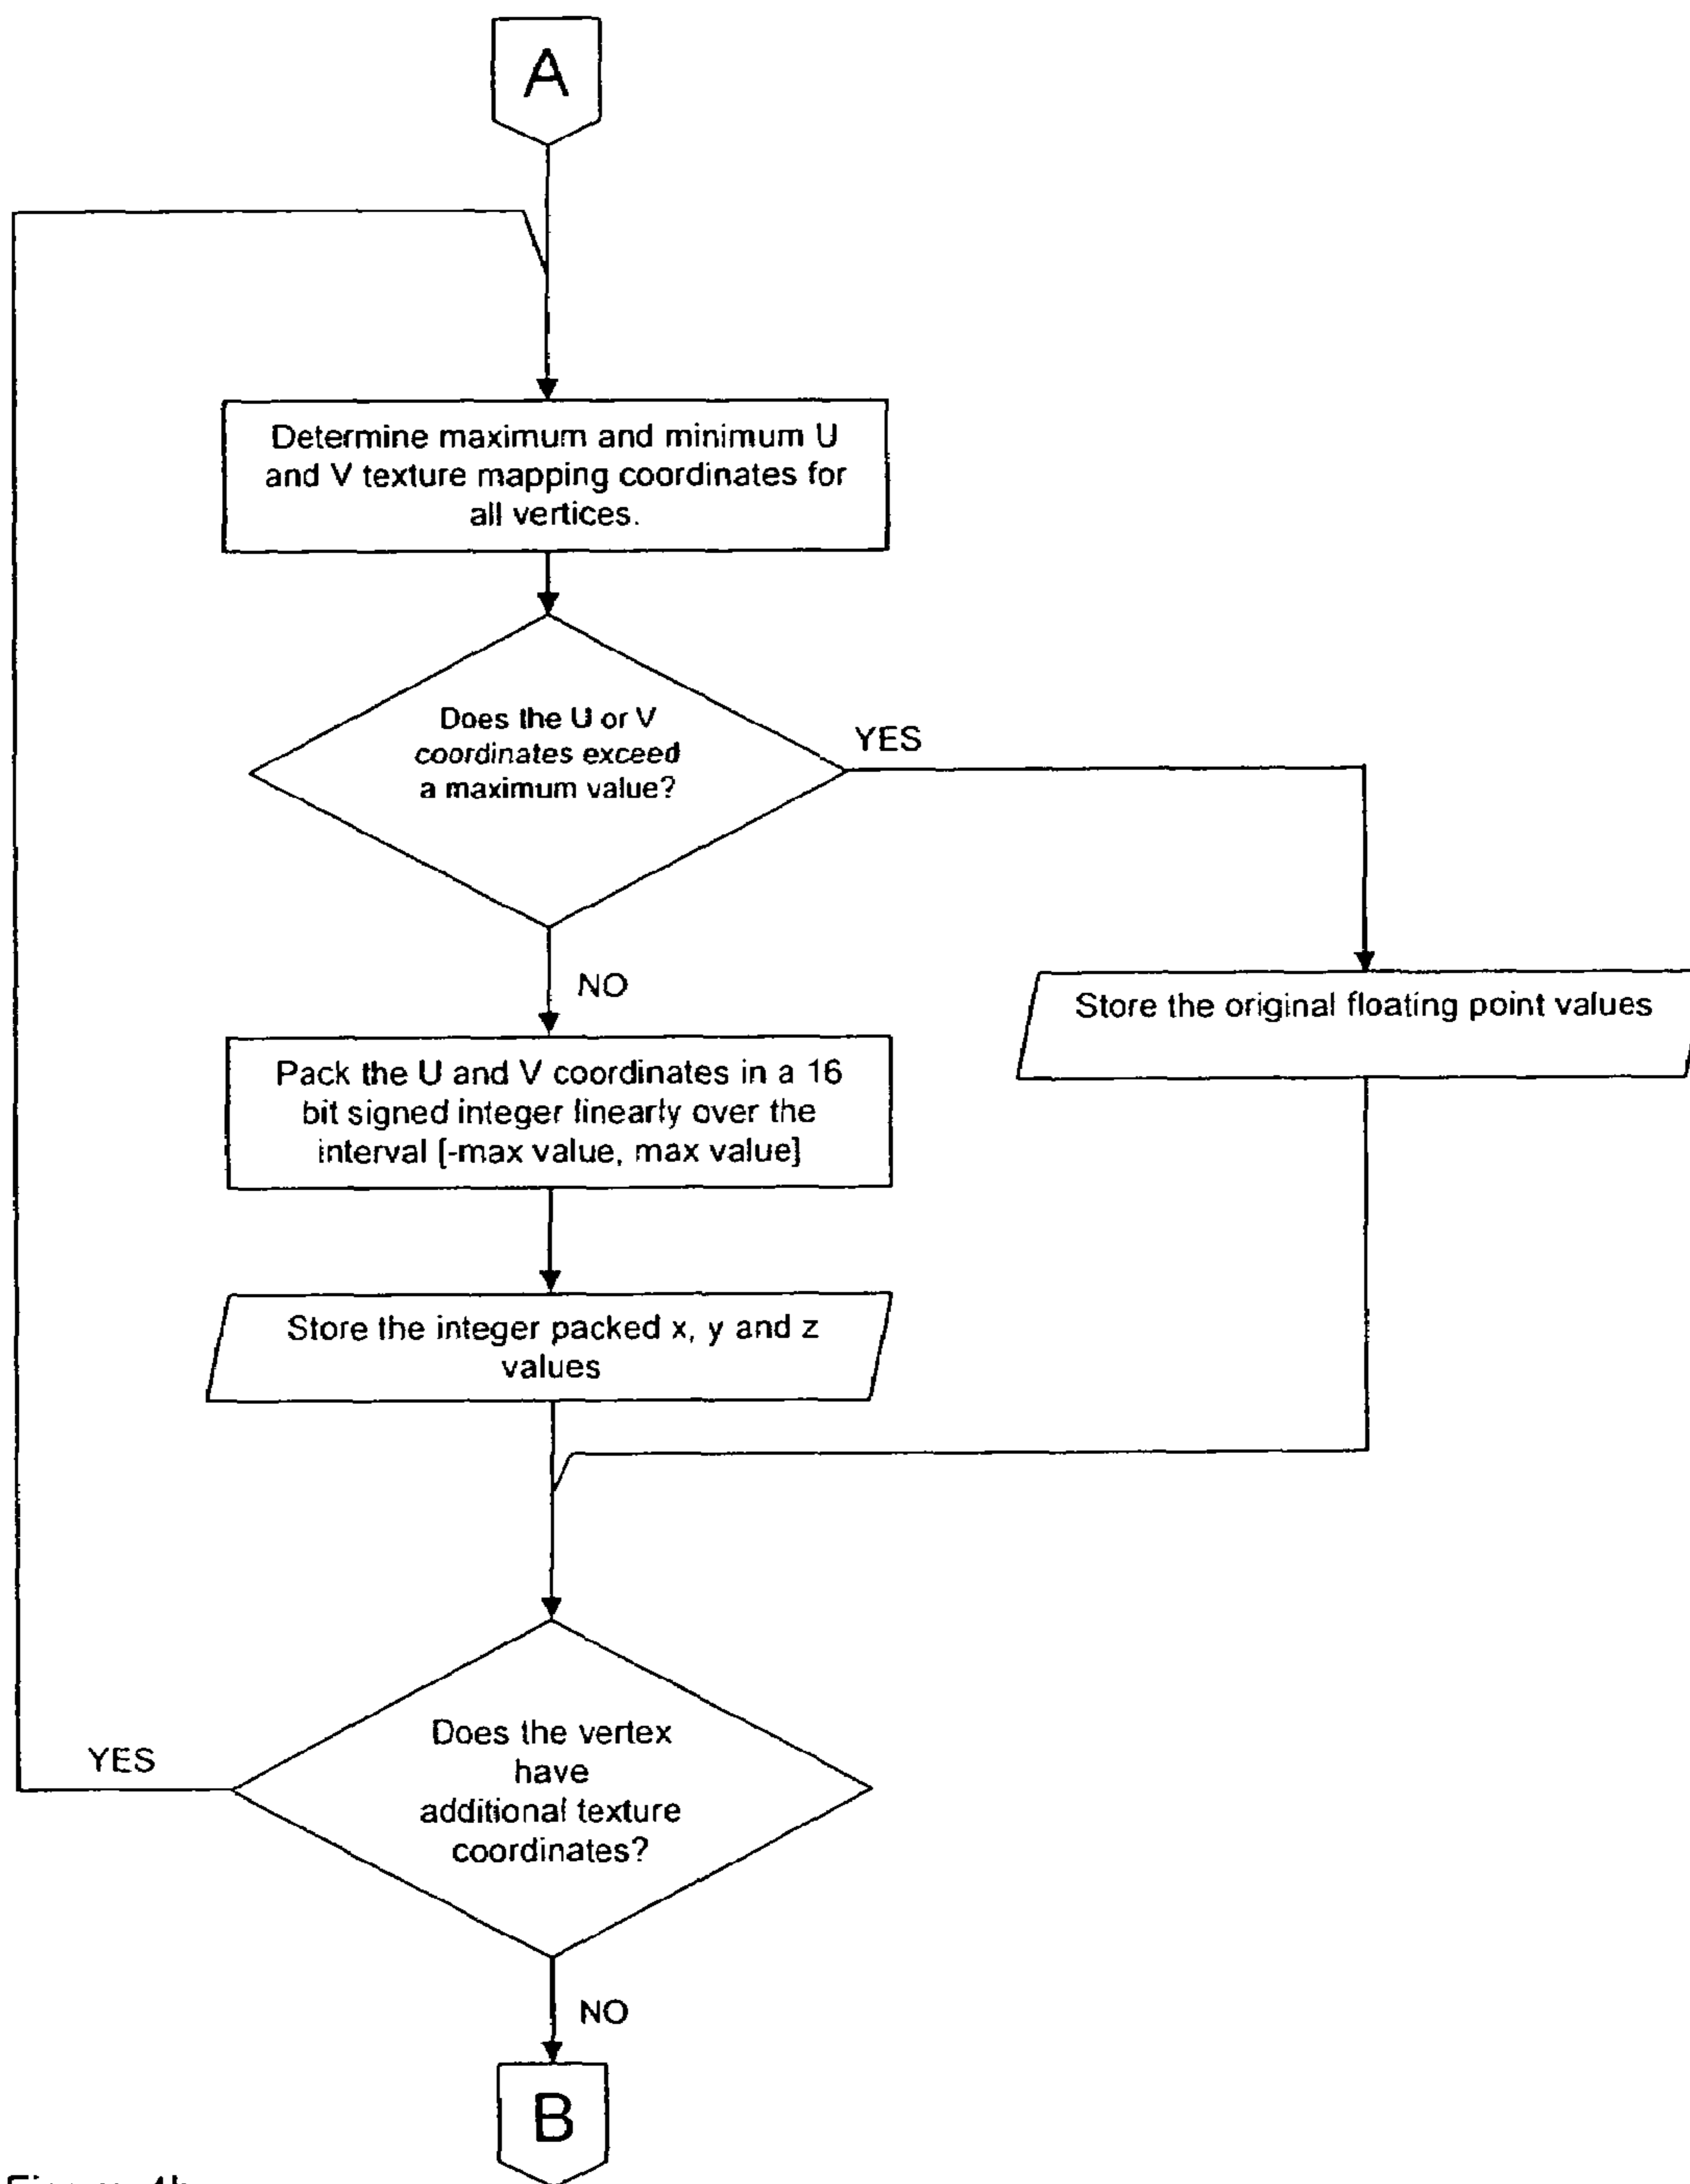 A
Determine maximum and minimum U
and V texture mapping coordinates for
all vertices.
Does the U or V
coordinates exceed
a maximum value?
YES
NO
Store the original floating point values
Pack the U and V coordinates in a 16
bit signed integer linearly over the
interval [-max value, max value]
Store the integer packed x, y and z
values
Does the vertex
have
additional texture
coordinates?
YES
NO
B